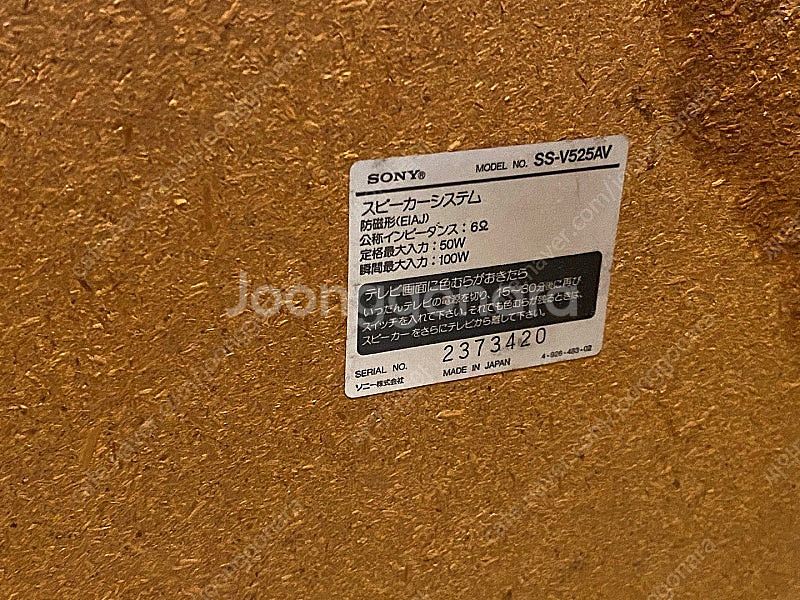 SONY® MODEL NO. SS-V525AV
スピーカーシステム
防磁形(EIAJ)
公称インピーダンス：6Ω
定格最大入力：50W
瞬間最大入力：100W
テレビ画面に色むらがおきたら
いったんテレビの電源を切り、15～30分後に再び
スイッチを入れて下さい。それでも色むらが残るときは、
スピーカーをさらにテレビから離して下さい。
SERIAL NO. 2373420
ソニー株式会社 MADE IN JAPAN 4-926-483-02
Joongonara